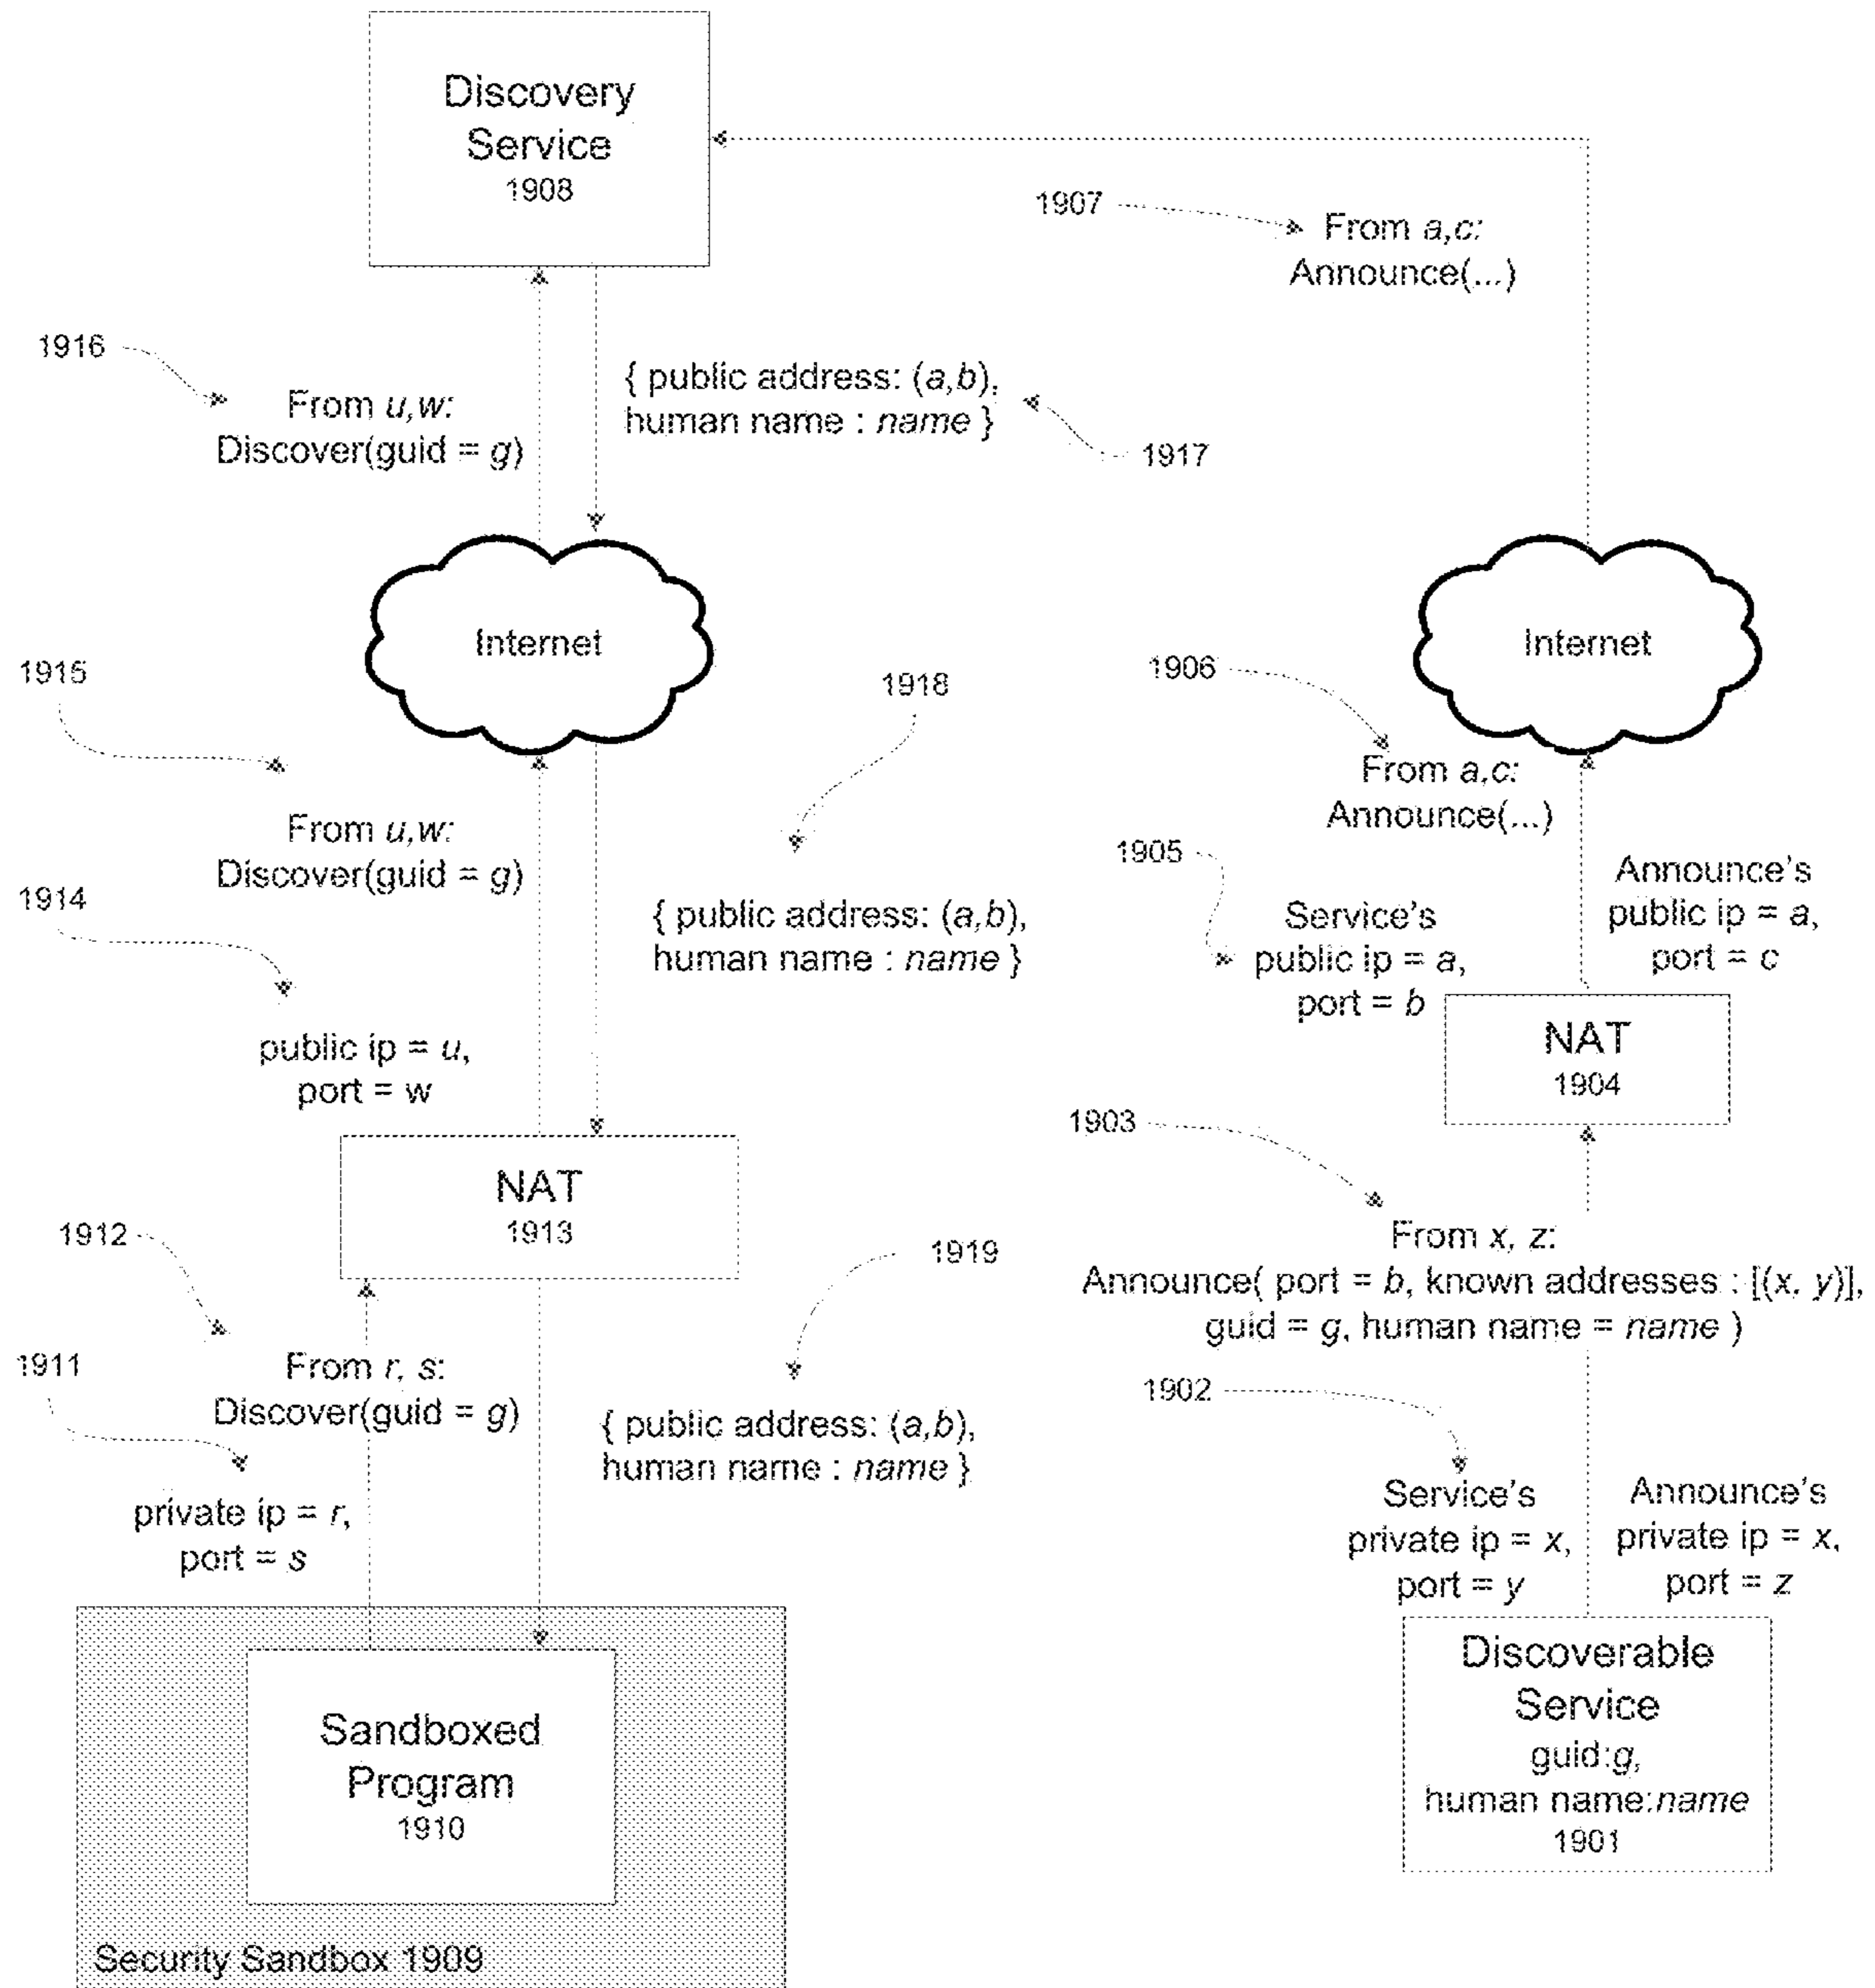 Discovery
Service
1908
1907
From a,c:
Announce(...)
1916
From u,w:
Discover(guid = g)
{ public address: (a,b),
human name : name }
1917
Internet
Internet
1915
1918
1906
From a,c:
Announce(...)
From u,w:
Discover(guid = g)
1914
{ public address: (a,b),
human name : name }
1905
Service's
public ip = a,
port = b
Announce's
public ip = a,
port = c
public ip = u,
port = w
NAT
1904
1903
NAT
1913
1912
1919
From x, z:
Announce( port = b, known addresses : [(x, y)],
guid = g, human name = name )
1911
From r, s:
Discover(guid = g)
{ public address: (a,b),
human name : name }
1902
private ip = r,
port = s
Service's
private ip = x,
port = y
Announce's
private ip = x,
port = z
Sandboxed
Program
1910
Discoverable
Service
guid:g,
human name:name
1901
Security Sandbox 1909